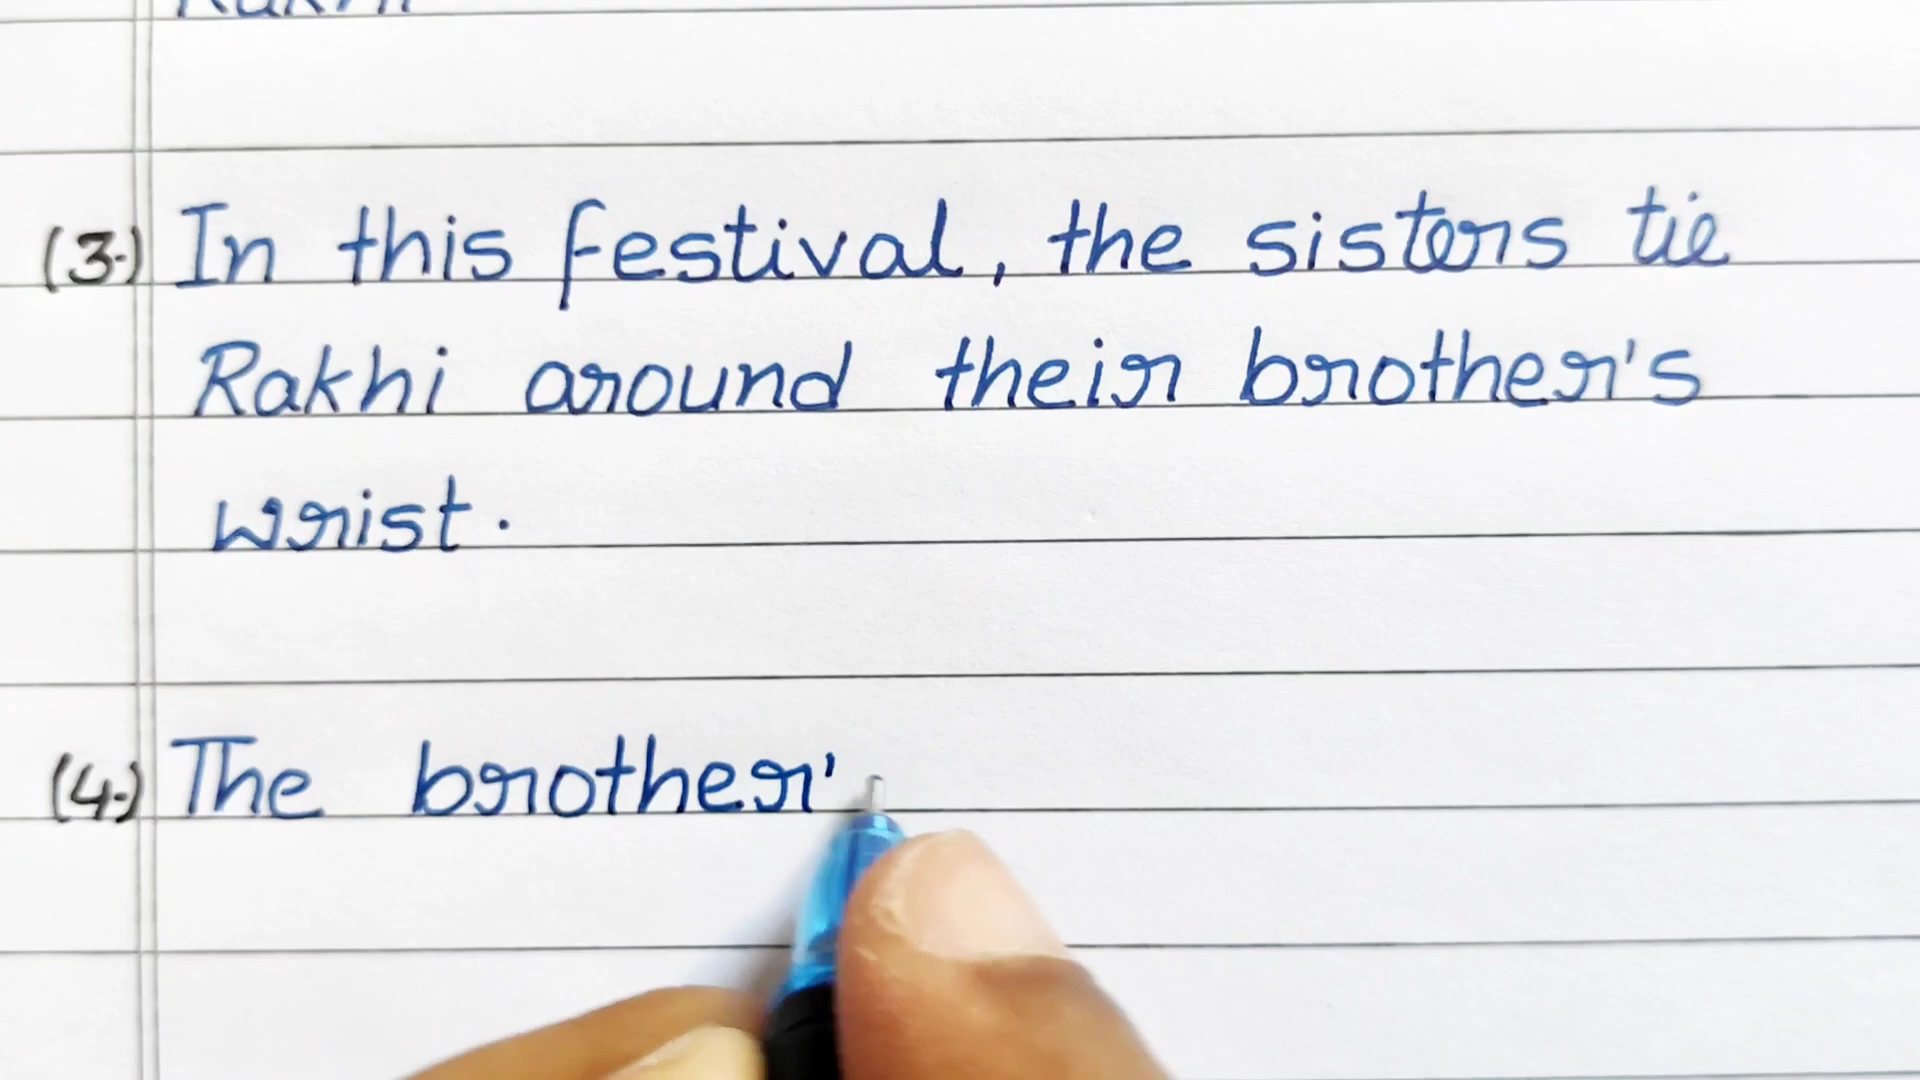 (3.) In this festival, the sisters tie
Rakhi around their brother's
wrist.
(4.) The brother'